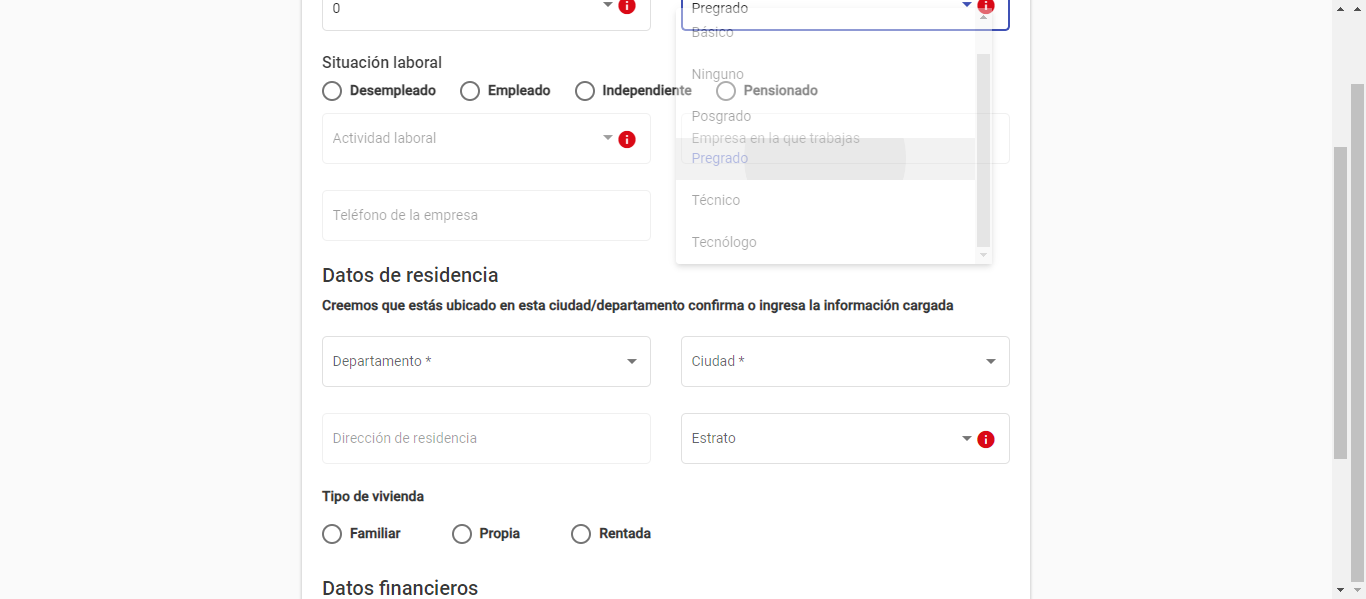 0
Pregrado
Básico
Situación laboral
Ninguno
Desempleado
Empleado
Independiente
Pensionado
Posgrado
Actividad laboral
Empresa en la que trabajas
Pregrado
Técnico
Teléfono de la empresa
Tecnólogo
Datos de residencia
Creemos que estás ubicado en esta ciudad/departamento confirma o ingresa la información cargada
Departamento *
Ciudad *
Dirección de residencia
Estrato
Tipo de vivienda
Familiar
Propia
Rentada
Datos financieros